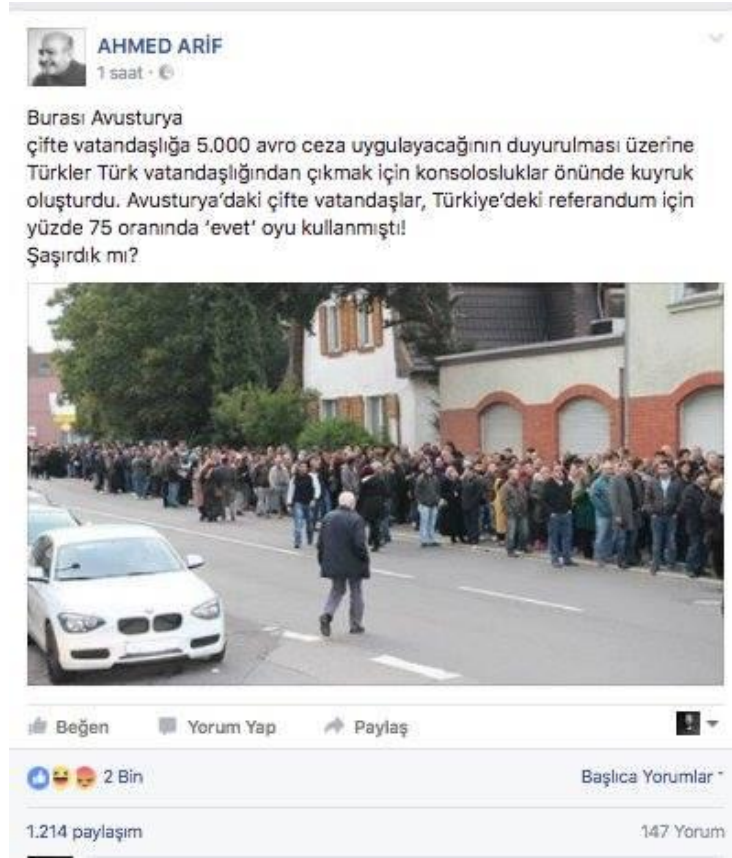 AHMED ARİF
1 saat ·
Burası Avusturya
çifte vatandaşlığa 5.000 avro ceza uygulayacağının duyurulması üzerine
Türkler Türk vatandaşlığından çıkmak için konsolosluklar önünde kuyruk
oluşturdu. Avusturya'daki çifte vatandaşlar, Türkiye'deki referandum için
yüzde 75 oranında 'evet' oyu kullanmıştı!
Şaşırdık mı?
Beğen Yorum Yap Paylaş
2 Bin Başlıca Yorumlar
1.214 paylaşım 147 Yorum